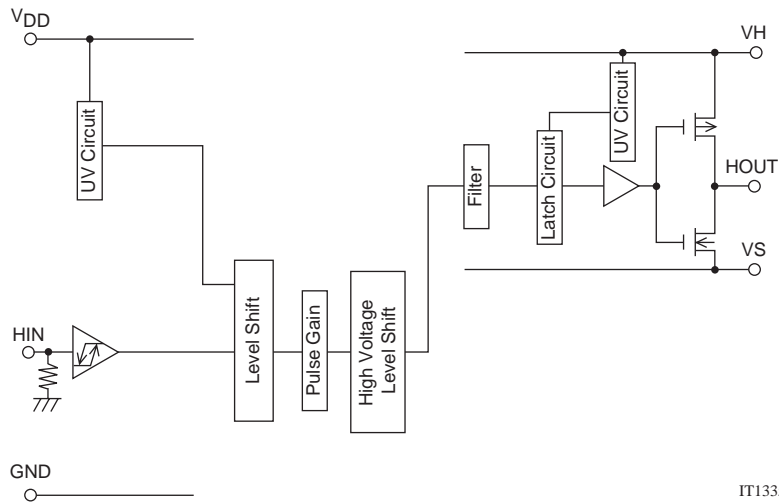 VDD
VH
UV Circuit
UV Circuit
Filter
Latch Circuit
HOUT
VS
HIN
Level Shift
Pulse Gain
High Voltage
Level Shift
GND
IT133